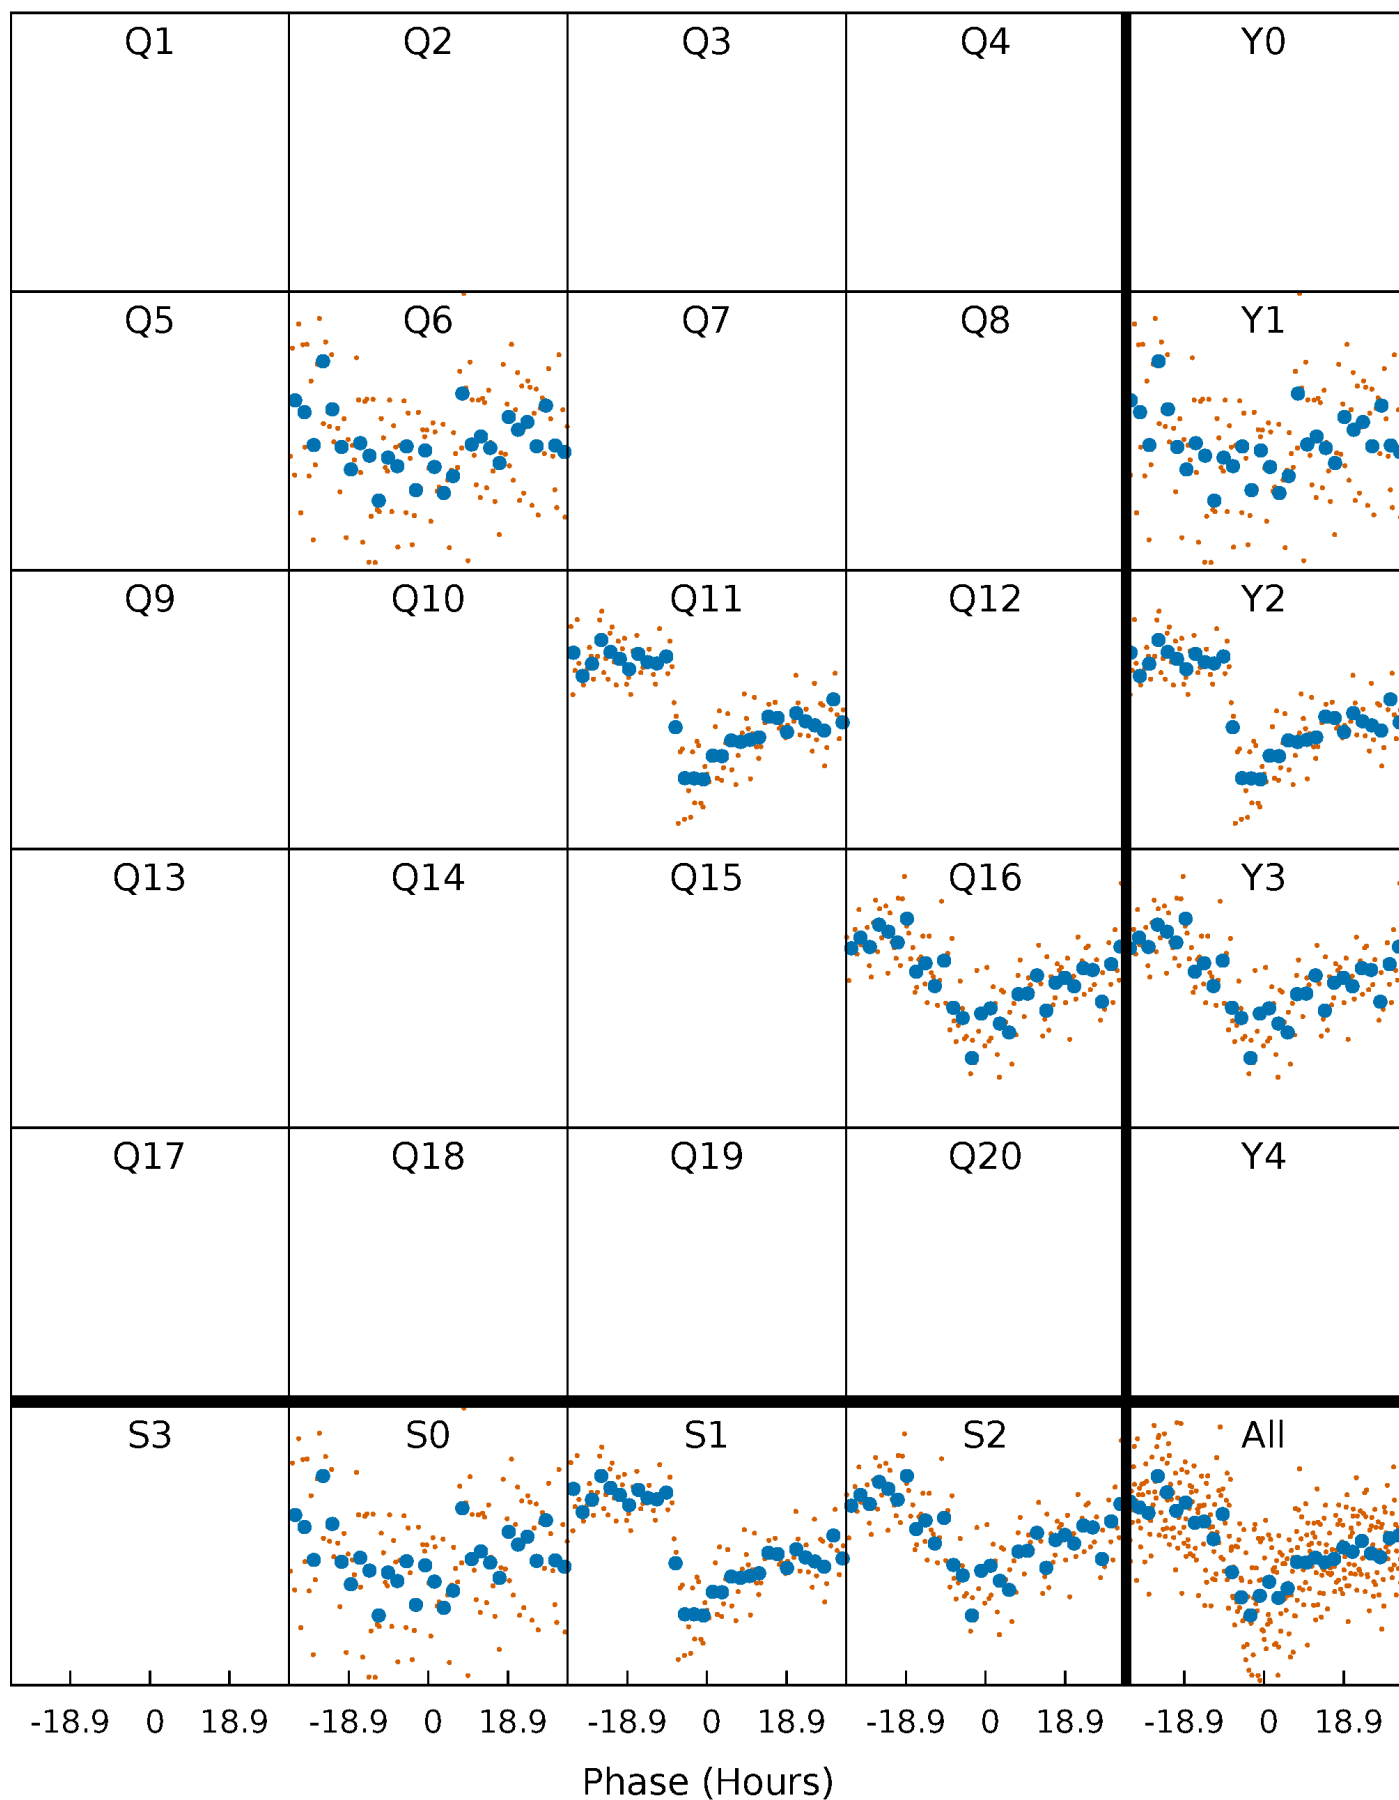 Q1 Q2 Q3 Q4 Y0
Q5 Q6 Q7 Q8 Y1
Q9 Q10 Q11 Q12 Y2
Q13 Q14 Q15 Q16 Y3
Q17 Q18 Q19 Q20 Y4
S3 S0 S1 S2 All
-18.9 0 18.9 -18.9 0 18.9 -18.9 0 18.9 -18.9 0 18.9 -18.9 0 18.9
Phase (Hours)